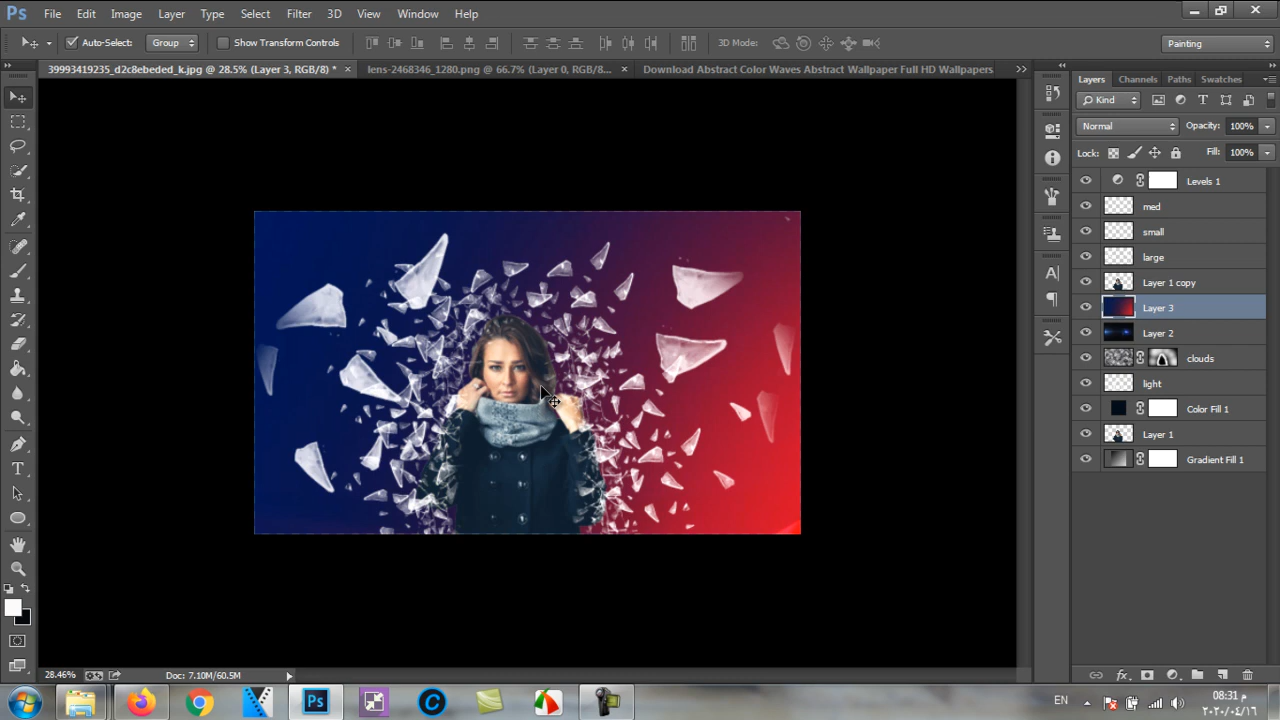 Ps File Edit Image Layer Type Select Filter 3D View Window Help
Auto-Select: Group Show Transform Controls 3D Mode: Painting
39993419235_d2c8ebeded_k.jpg @ 28.5% (Layer 3, RGB/8) * × lens-2468346_1280.png @ 66.7% (Layer 0, RGB/8... × Download Abstract Color Waves Abstract Wallpaper Full HD Wallpapers
Layers Channels Paths Swatches
Kind
Normal Opacity: 100%
Lock: Fill: 100%
Levels 1
med
small
large
Layer 1 copy
Layer 3
Layer 2
clouds
light
Color Fill 1
Layer 1
Gradient Fill 1
28.46% Doc: 7.10M/60.5M
Ps EN
08:31 م
٢٠٢٠/٠٤/١٦